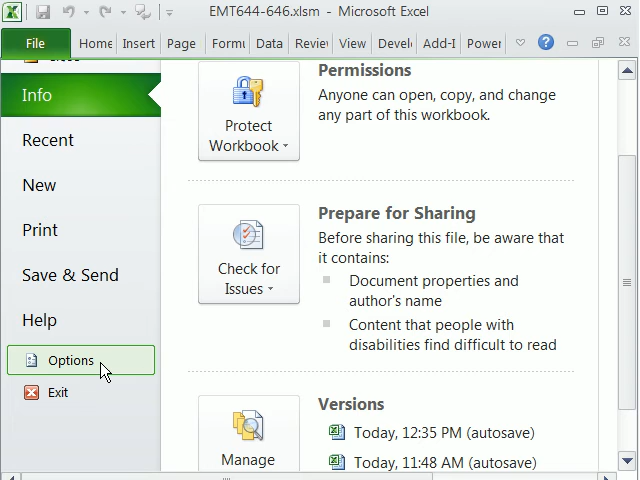 EMT644-646.xlsm - Microsoft Excel
File Home Insert Page Formu Data Review View Develo Add-I Power
Info
Recent
New
Print
Save & Send
Help
Options
Exit
Protect
Workbook
Permissions
Anyone can open, copy, and change
any part of this workbook.
Check for
Issues
Prepare for Sharing
Before sharing this file, be aware that
it contains:
Document properties and
author's name
Content that people with
disabilities find difficult to read
Manage
Versions
Today, 12:35 PM (autosave)
Today, 11:48 AM (autosave)